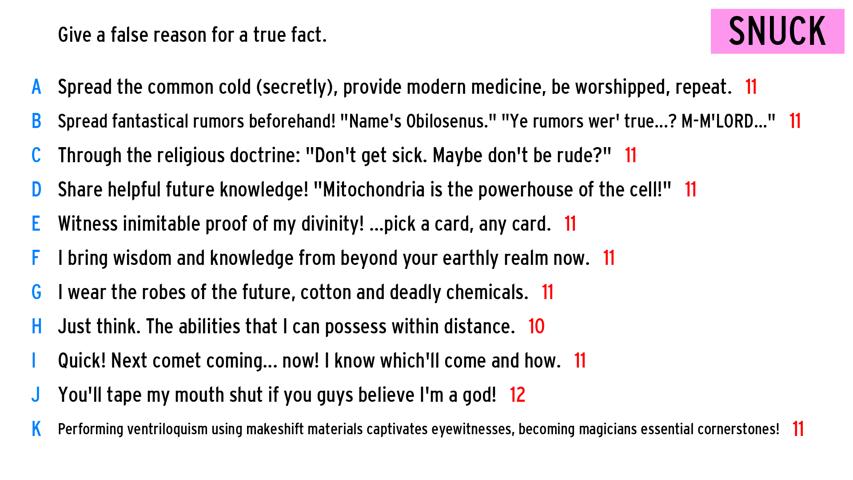 Give a false reason for a true fact.
SNUCK
A Spread the common cold (secretly), provide modern medicine, be worshipped, repeat. 11
B Spread fantastical rumors beforehand! "Name's Obilosenus." "Ye rumors wer' true...? M-M'LORD..." 11
C Through the religious doctrine: "Don't get sick. Maybe don't be rude?" 11
D Share helpful future knowledge! "Mitochondria is the powerhouse of the cell!" 11
E Witness inimitable proof of my divinity! ...pick a card, any card. 11
F I bring wisdom and knowledge from beyond your earthly realm now. 11
G I wear the robes of the future, cotton and deadly chemicals. 11
H Just think. The abilities that I can possess within distance. 10
I Quick! Next comet coming... now! I know which'll come and how. 11
J You'll tape my mouth shut if you guys believe I'm a god! 12
K Performing ventriloquism using makeshift materials captivates eyewitnesses, becoming magicians essential cornerstones! 11